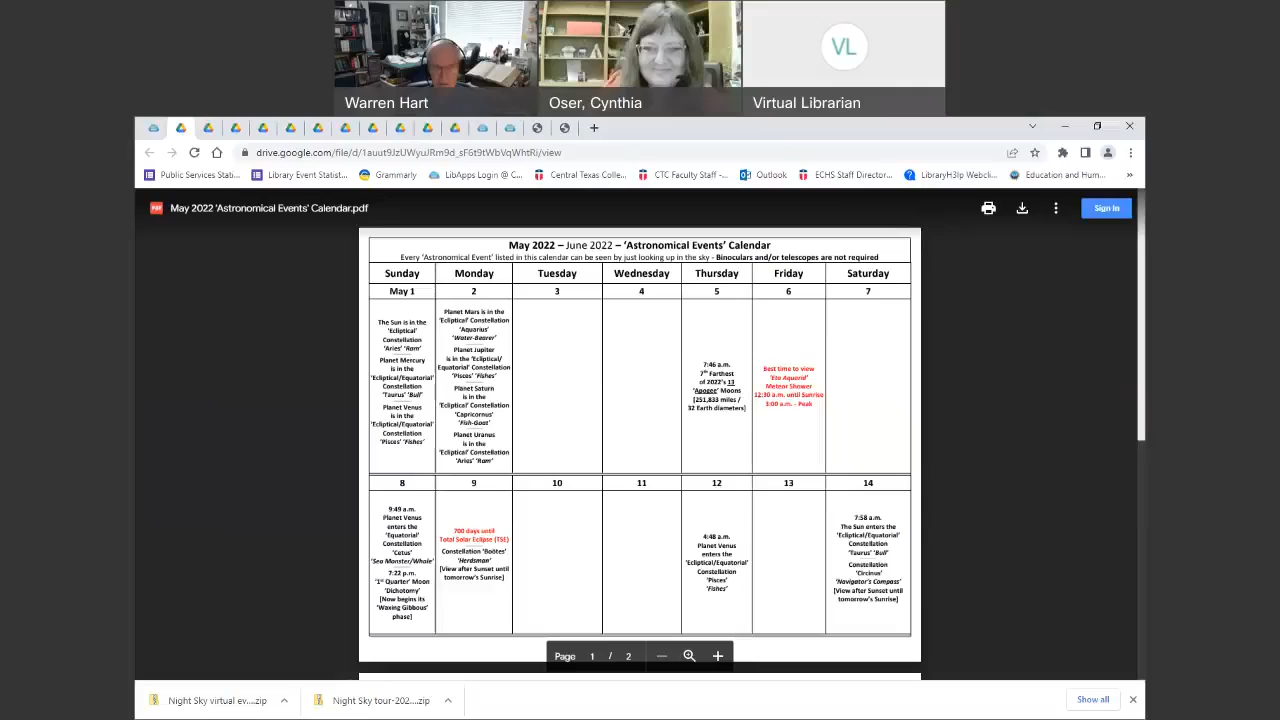 VL
Warren Hart
Oser, Cynthia
Virtual Librarian
drive.google.com/file/d/1auut9JzUWyuJRm9d_sF6t9tWbVqWhtRi/view
Public Services Stati...
Library Event Statist...
Grammarly
LibApps Login @ C...
Central Texas Colle...
CTC Faculty Staff -...
Outlook
ECHS Staff Director...
LibraryH3lp Webcli...
Education and Hum...
PDF
May 2022 'Astronomical Events' Calendar.pdf
Sign in
May 2022 – June 2022 – 'Astronomical Events' Calendar
Every 'Astronomical Event' listed in this calendar can be seen by just looking up in the sky - Binoculars and/or telescopes are not required
Sunday Monday Tuesday Wednesday Thursday Friday Saturday
May 1 2 3 4 5 6 7
The Sun is in the
'Ecliptical'
Constellation
'Aries' 'Ram'
Planet Mercury
is in the
'Ecliptical/Equatorial'
Constellation
'Taurus' 'Bull'
Planet Venus
is in the
'Ecliptical/Equatorial'
Constellation
'Pisces' 'Fishes'
Planet Mars is in the
'Ecliptical' Constellation
'Aquarius'
'Water-Bearer'
Planet Jupiter
is in the 'Ecliptical/
Equatorial' Constellation
'Pisces' 'Fishes'
Planet Saturn
is in the
'Ecliptical' Constellation
'Capricornus'
'Fish-Goat'
Planet Uranus
is in the
'Ecliptical' Constellation
'Aries' 'Ram'
7:46 a.m.
7th Farthest
of 2022's 13
'Apogee' Moons
[251,833 miles /
32 Earth diameters]
Best time to view
'Eta Aquarid'
Meteor Shower
12:30 a.m. until Sunrise
3:00 a.m. - Peak
8 9 10 11 12 13 14
9:49 a.m.
Planet Venus
enters the
'Equatorial'
Constellation
'Cetus'
'Sea Monster/Whale'
7:22 p.m.
'1st Quarter' Moon
'Dichotomy'
[Now begins its
'Waxing Gibbous'
phase]
700 days until
Total Solar Eclipse (TSE)
Constellation 'Boötes'
'Herdsman'
[View after Sunset until
tomorrow's Sunrise]
4:48 a.m.
Planet Venus
enters the
'Ecliptical/Equatorial'
Constellation
'Pisces'
'Fishes'
7:58 a.m.
The Sun enters the
'Ecliptical/Equatorial'
Constellation
'Taurus' 'Bull'
Constellation
'Circinus'
'Navigator's Compass'
[View after Sunset until
tomorrow's Sunrise]
Page 1 / 2
Night Sky virtual ev....zip
Night Sky tour-202....zip
Show all